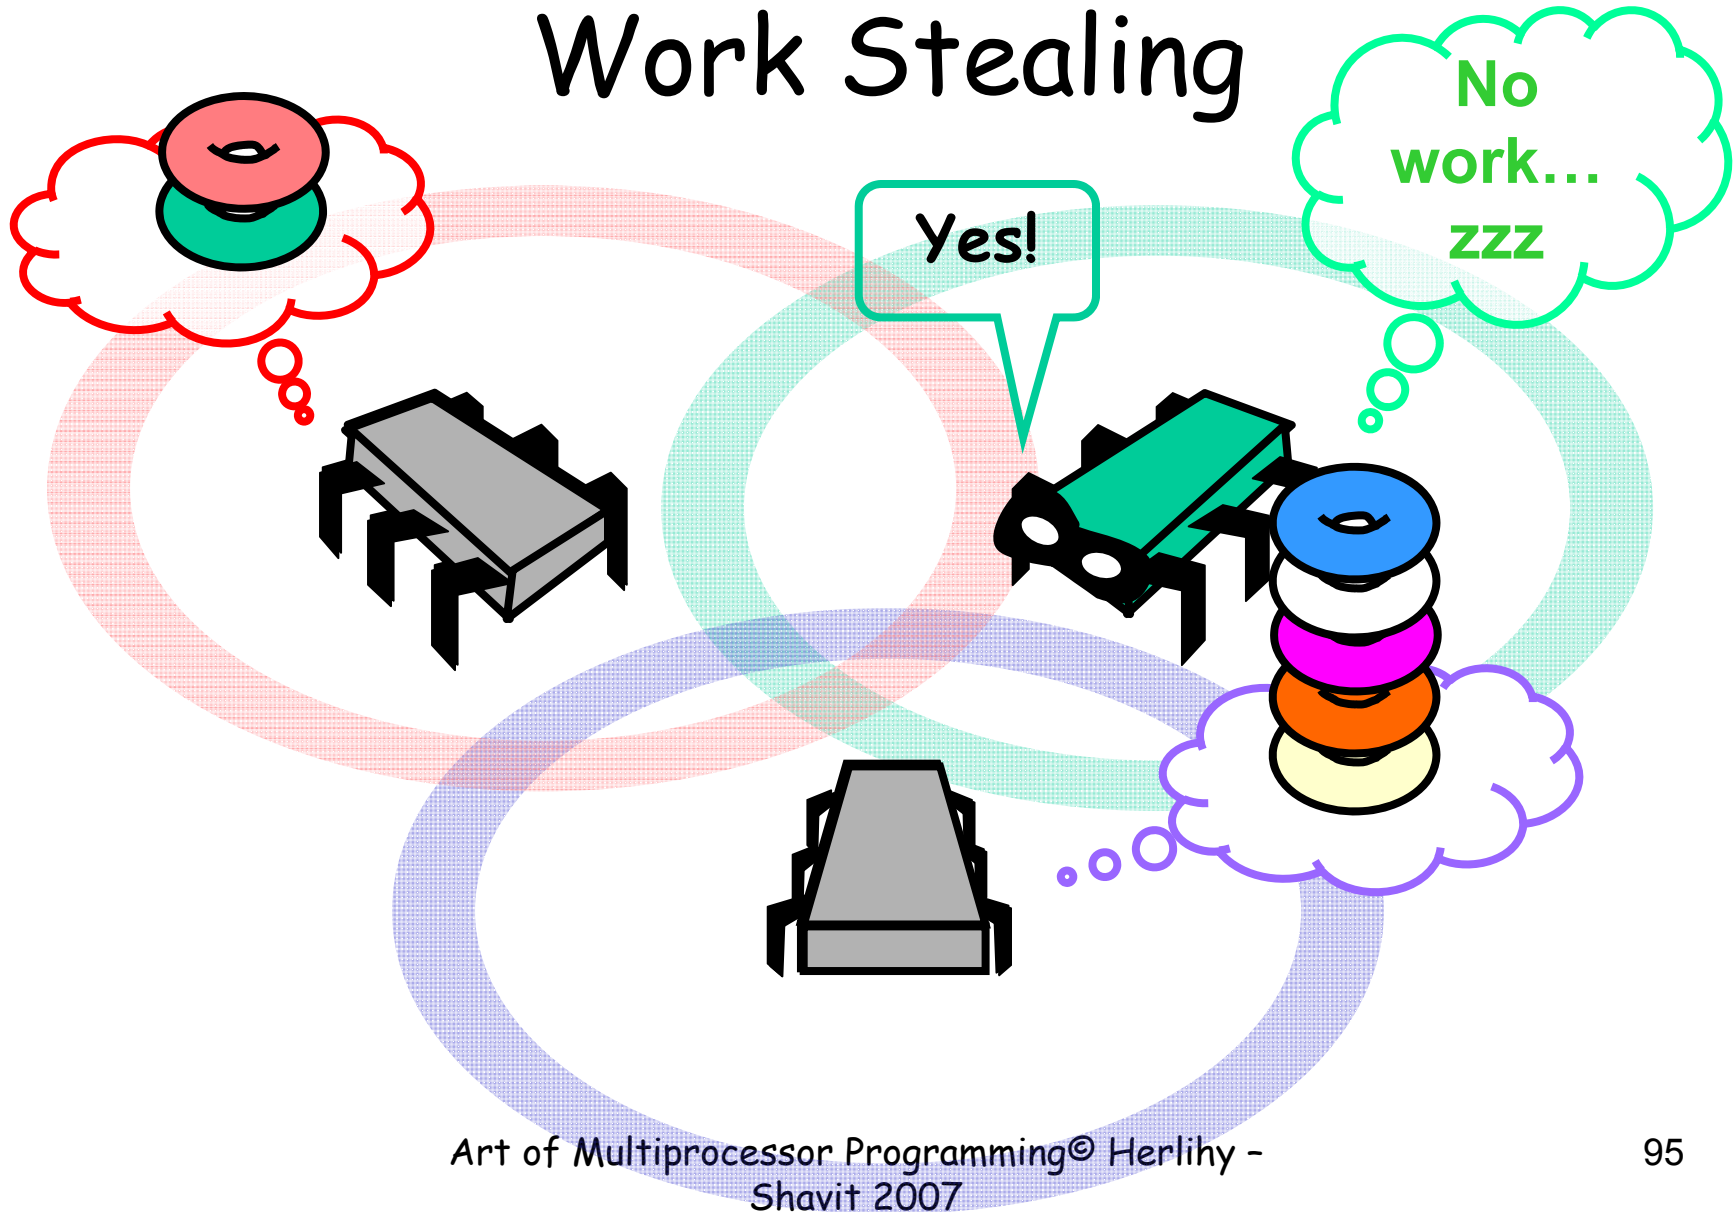 Work Stealing
No
work…
zzz
Yes!
Art of Multiprocessor Programming© Herlihy –
Shavit 2007
95